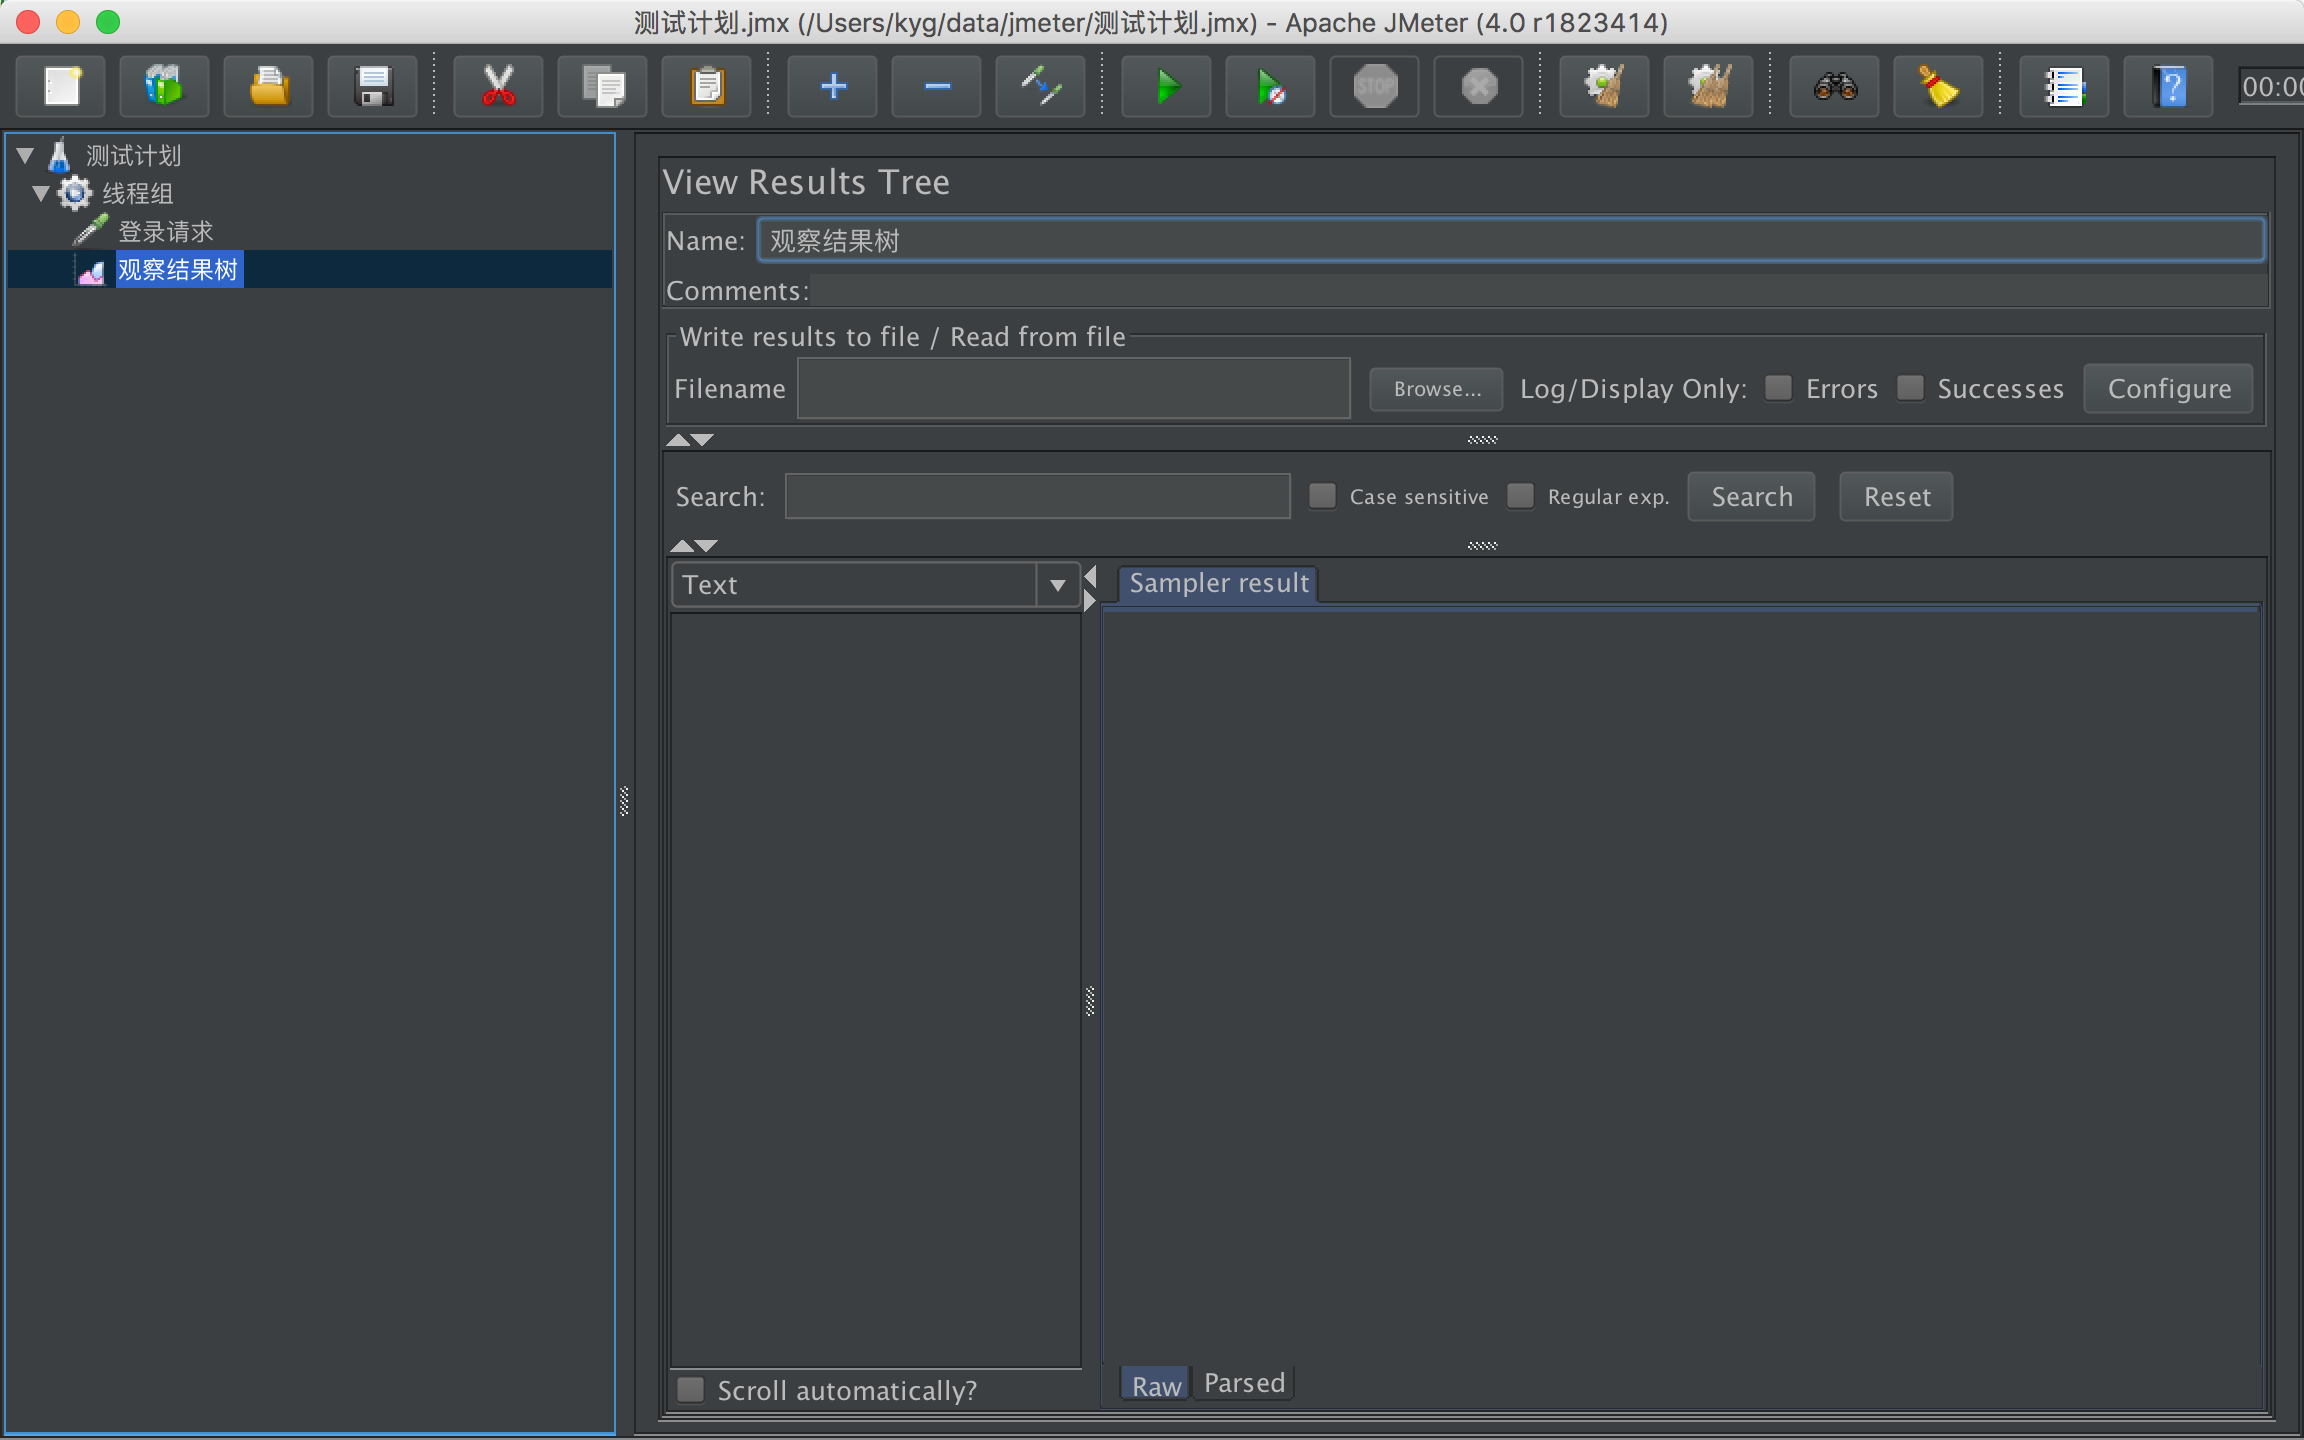 测试计划.jmx (/Users/kyg/data/jmeter/测试计划.jmx) - Apache JMeter (4.0 r1823414)
STOP
?
测试计划
线程组
登录请求
观察结果树
View Results Tree
Name: 观察结果树
Comments:
Write results to file / Read from file
Filename Browse... Log/Display Only: Errors Successes Configure
Search: Case sensitive Regular exp. Search Reset
Text
Sampler result
Scroll automatically?
Raw Parsed